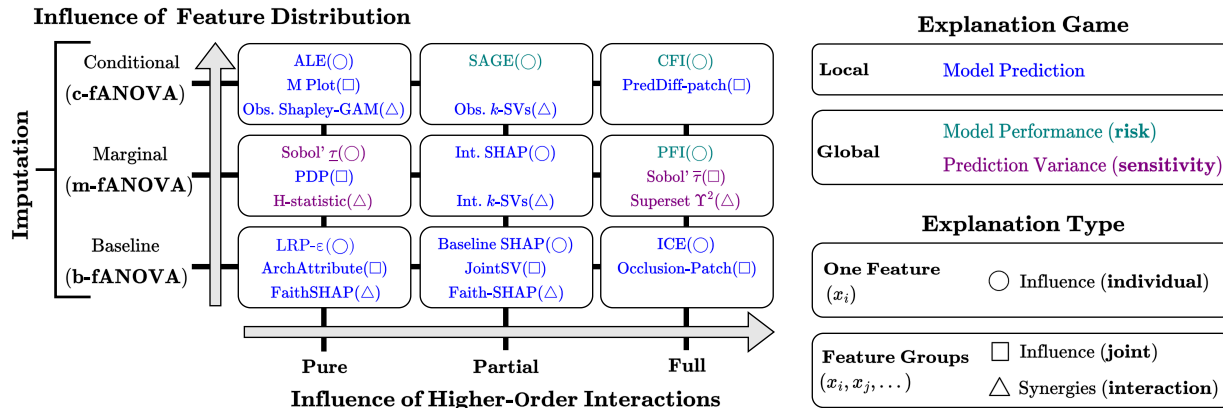 Influence of Feature Distribution
Imputation
Conditional
(c-fANOVA)
ALE(○)
M Plot(□)
Obs. Shapley-GAM(△)
SAGE(○)
Obs. k-SVs(△)
CFI(○)
PredDiff-patch(□)
Marginal
(m-fANOVA)
Sobol' τ(○)
PDP(□)
H-statistic(△)
Int. SHAP(○)
Int. k-SVs(△)
PFI(○)
Sobol' τ̅(□)
Superset Υ²(△)
Baseline
(b-fANOVA)
LRP-ε(○)
ArchAttribute(□)
FaithSHAP(△)
Baseline SHAP(○)
JointSV(□)
Faith-SHAP(△)
ICE(○)
Occlusion-Patch(□)
Pure
Partial
Full
Influence of Higher-Order Interactions
Explanation Game
Local
Model Prediction
Global
Model Performance (risk)
Prediction Variance (sensitivity)
Explanation Type
One Feature
(xᵢ)
○ Influence (individual)
Feature Groups
(xᵢ, xⱼ, . . . )
□ Influence (joint)
△ Synergies (interaction)